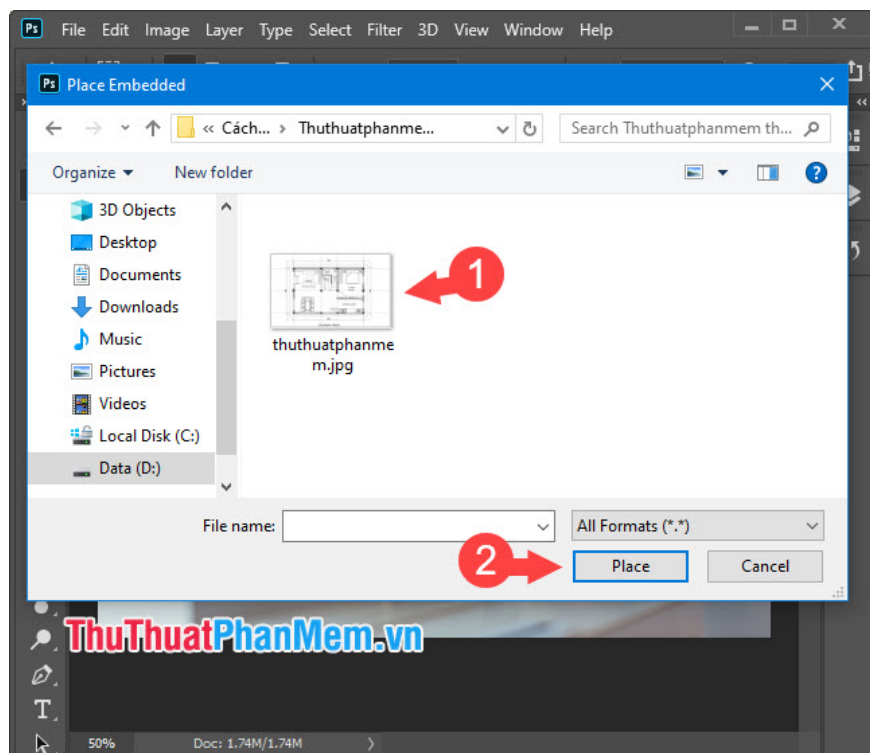 Ps File Edit Image Layer Type Select Filter 3D View Window Help
Ps Place Embedded
« Cách... › Thuthuatphanme...
Search Thuthuatphanmem th...
Organize New folder
3D Objects
Desktop
Documents
Downloads
Music
Pictures
Videos
Local Disk (C:)
Data (D:)
1
thuthuatphanme
m.jpg
File name:
All Formats (*.*)
2
Place Cancel
ThuThuatPhanMem.vn
T
50% Doc: 1.74M/1.74M